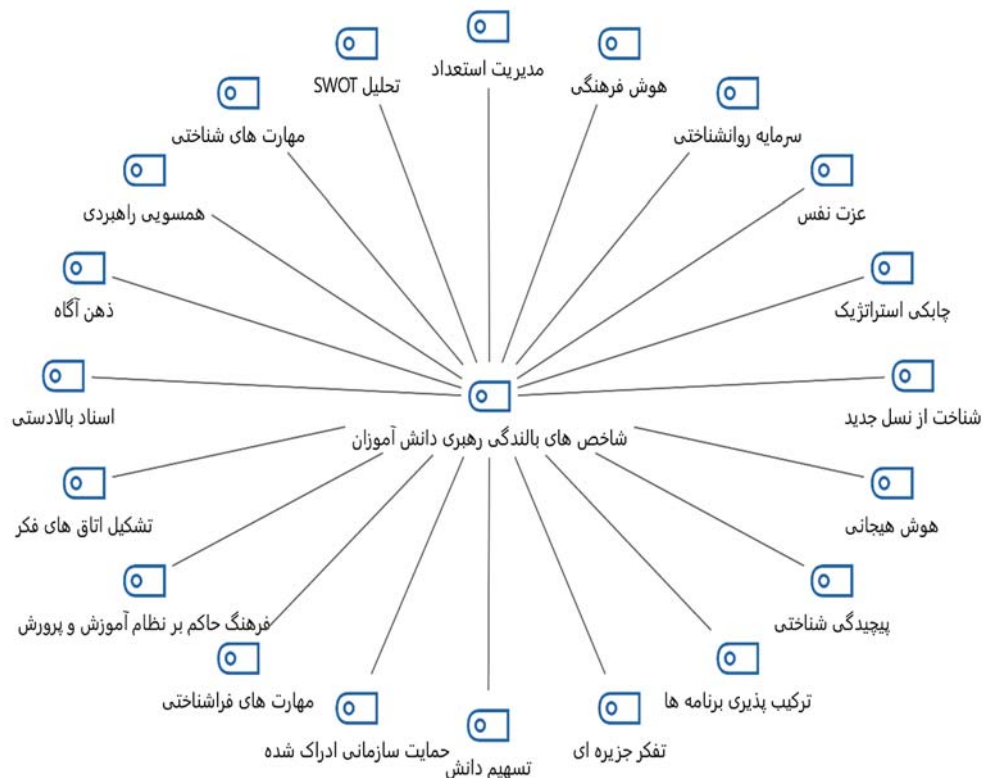 مدیریت استعداد
هوش فرهنگی
تحلیل SWOT
سرمایه روانشناختی
مهارت های شناختی
عزت نفس
همسویی راهبردی
چابکی استراتژیک
ذهن آگاه
شناخت از نسل جدید
اسناد بالادستی
شاخص های بالندگی رهبری دانش آموزان
هوش هیجانی
تشکیل اتاق های فکر
پیچیدگی شناختی
فرهنگ حاکم بر نظام آموزش و پرورش
ترکیب پذیری برنامه ها
مهارت های فراشناختی
تفکر جزیره ای
حمایت سازمانی ادراک شده
تسهیم دانش